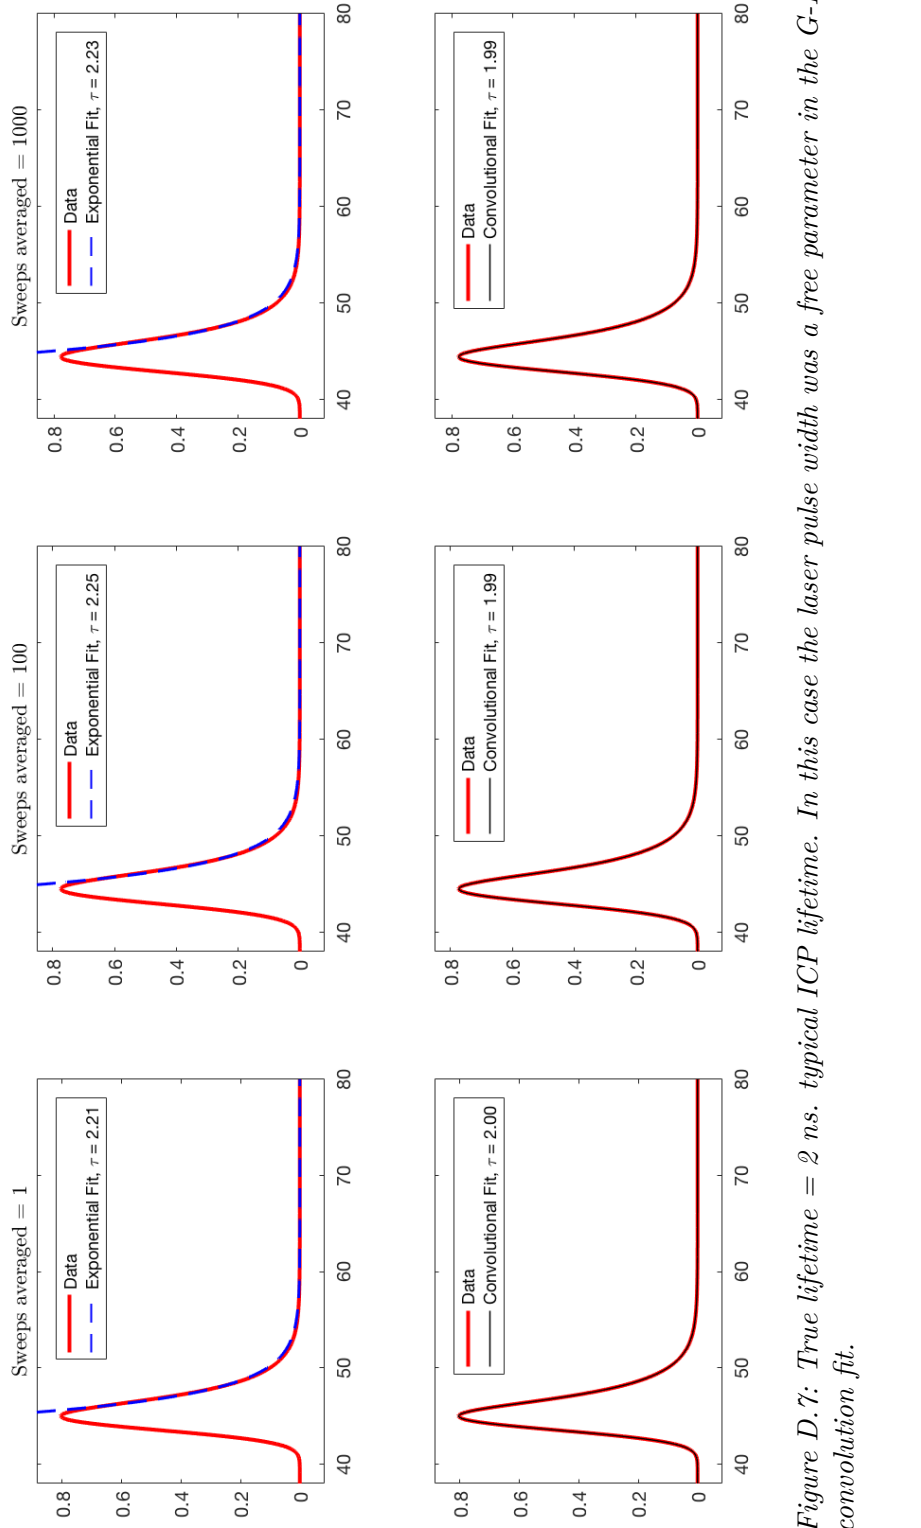 Sweeps averaged = 1
Data
Exponential Fit, τ = 2.21
0.8
0.6
0.4
0.2
0
40 50 60 70 80
Sweeps averaged = 100
Data
Exponential Fit, τ = 2.25
0.8
0.6
0.4
0.2
0
40 50 60 70 80
Sweeps averaged = 1000
Data
Exponential Fit, τ = 2.23
0.8
0.6
0.4
0.2
0
40 50 60 70 80
Data
Convolutional Fit, τ = 2.00
0.8
0.6
0.4
0.2
0
40 50 60 70 80
Data
Convolutional Fit, τ = 1.99
0.8
0.6
0.4
0.2
0
40 50 60 70 80
Data
Convolutional Fit, τ = 1.99
0.8
0.6
0.4
0.2
0
40 50 60 70 80
Figure D.7: True lifetime = 2 ns. typical ICP lifetime. In this case the laser pulse width was a free parameter in the
convolution fit.